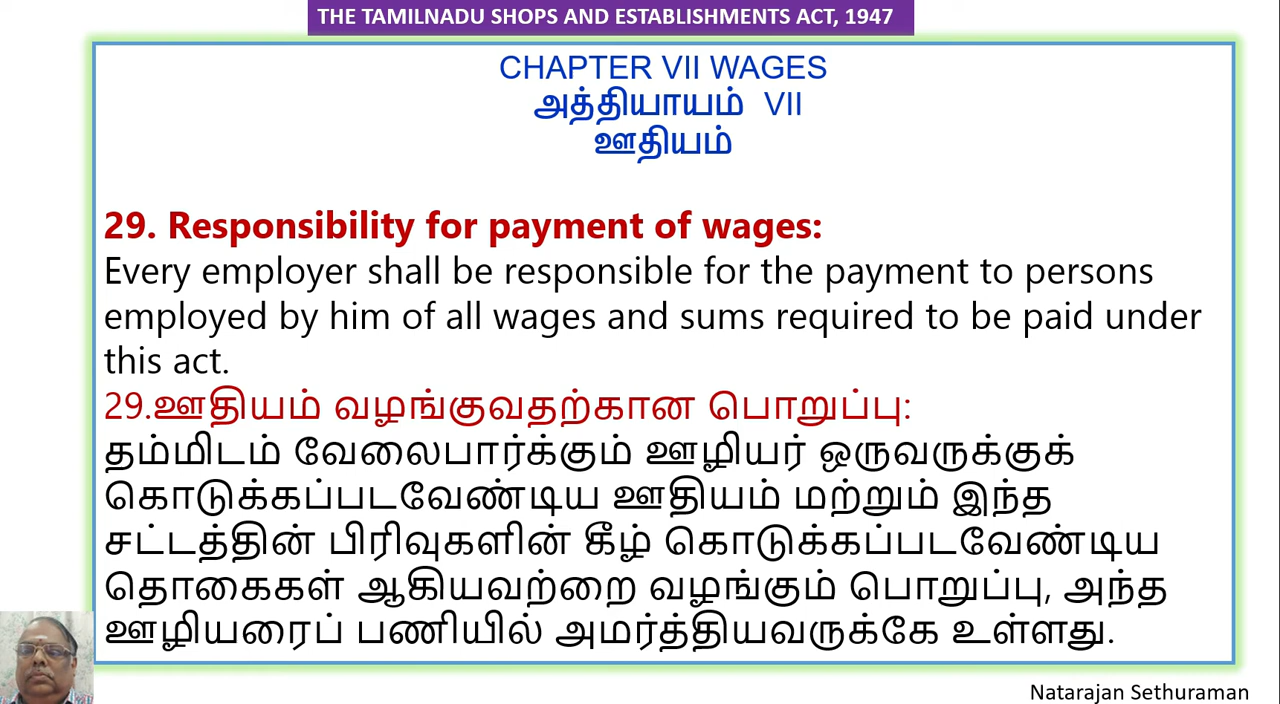 THE TAMILNADU SHOPS AND ESTABLISHMENTS ACT, 1947
CHAPTER VII WAGES
அத்தியாயம் VII
ஊதியம்
29. Responsibility for payment of wages:
Every employer shall be responsible for the payment to persons
employed by him of all wages and sums required to be paid under
this act.
29.ஊதியம் வழங்குவதற்கான பொறுப்பு:
தம்மிடம் வேலைபார்க்கும் ஊழியர் ஒருவருக்குக்
கொடுக்கப்படவேண்டிய ஊதியம் மற்றும் இந்த
சட்டத்தின் பிரிவுகளின் கீழ் கொடுக்கப்படவேண்டிய
தொகைகள் ஆகியவற்றை வழங்கும் பொறுப்பு, அந்த
ஊழியரைப் பணியில் அமர்த்தியவருக்கே உள்ளது.
Natarajan Sethuraman